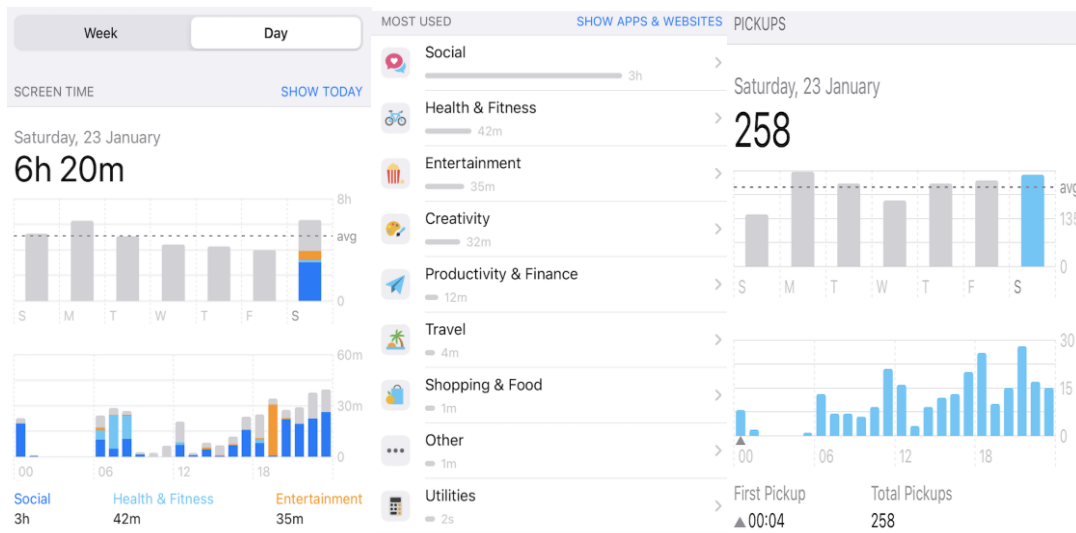 Week Day
SCREEN TIME SHOW TODAY
Saturday, 23 January
6h 20m
8h
avg
0
S M T W T F S
60m
30m
0
00 06 12 18
Social Health & Fitness Entertainment
3h 42m 35m
MOST USED SHOW APPS & WEBSITES
Social
3h
Health & Fitness
42m
Entertainment
35m
Creativity
32m
Productivity & Finance
12m
Travel
4m
Shopping & Food
1m
Other
1m
Utilities
2s
PICKUPS
Saturday, 23 January
258
avg
135
0
S M T W T F S
30
15
0
00 06 12 18
First Pickup Total Pickups
00:04 258